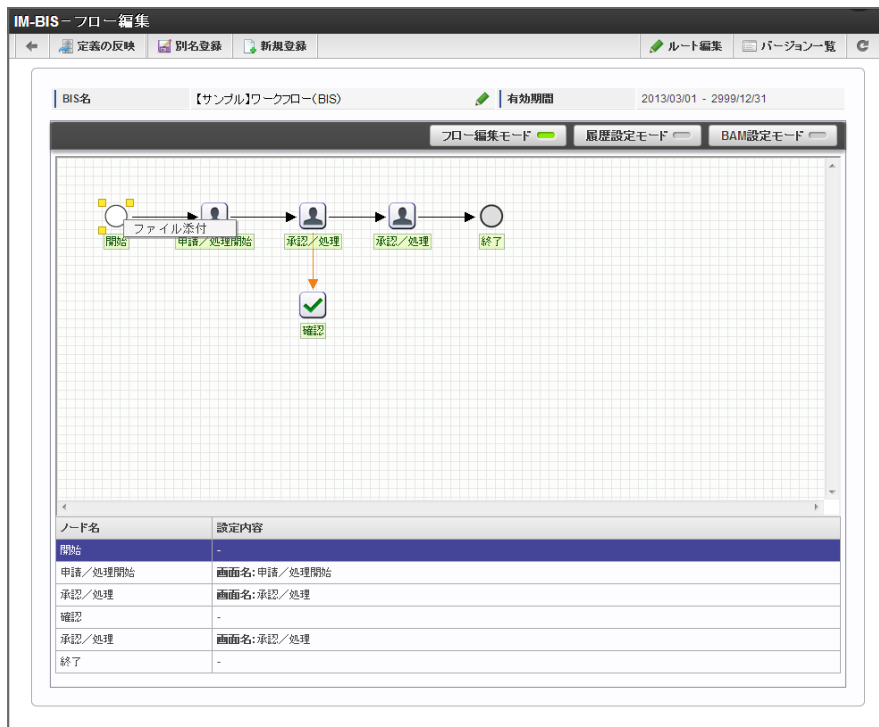 IM-BIS－フロー編集
定義の反映 別名登録 新規登録 ルート編集 バージョン一覧
BIS名 【サンプル】ワークフロー(BIS) 有効期間 2013/03/01 - 2999/12/31
フロー編集モード 履歴設定モード BAM設定モード
ファイル添付
開始 申請／処理開始 承認／処理 承認／処理 終了
確認
ノード名 設定内容
開始 -
申請／処理開始 画面名:申請／処理開始
承認／処理 画面名:承認／処理
確認 -
承認／処理 画面名:承認／処理
終了 -